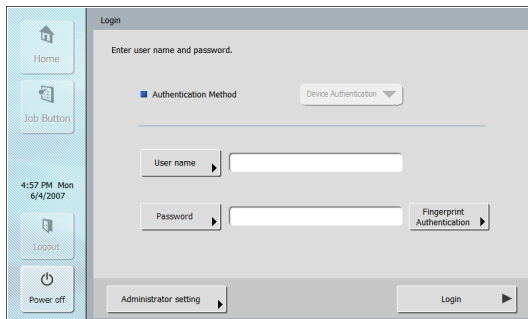 Login
Enter user name and password.
Home
Authentication Method
Device Authentication
Job Button
User name
4:57 PM Mon
6/4/2007
Password
Fingerprint
Authentication
Logout
Power off
Administrator setting
Login